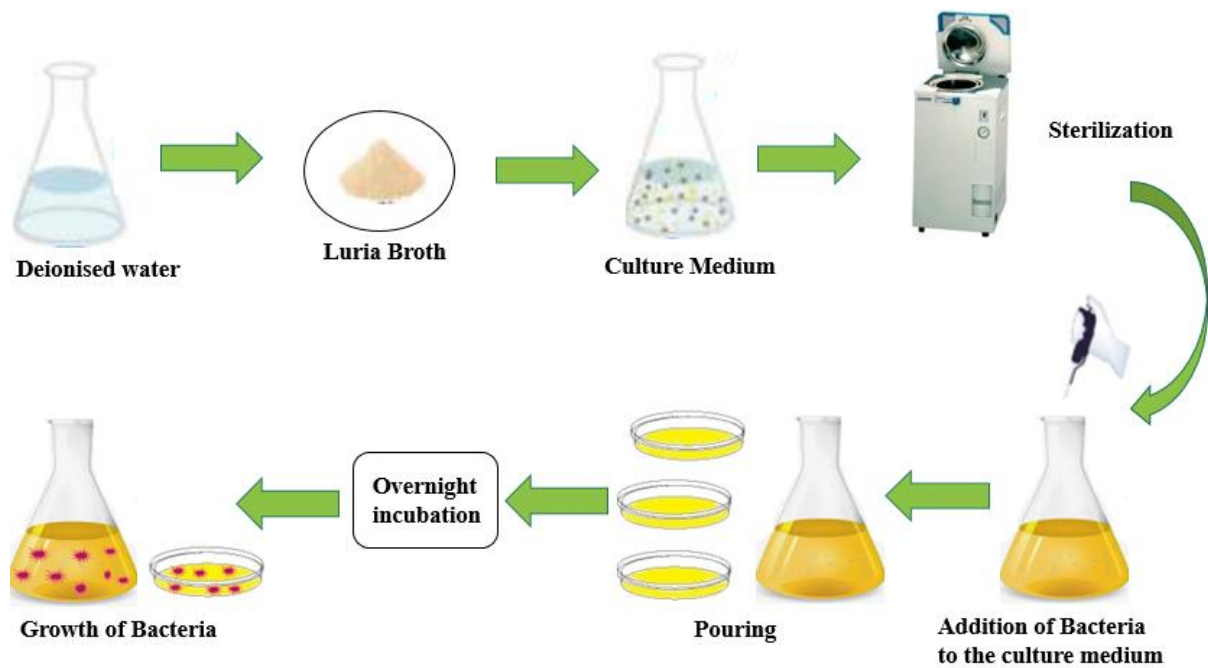 Sterilization
Deionised water
Luria Broth
Culture Medium
Overnight
incubation
Growth of Bacteria
Pouring
Addition of Bacteria
to the culture medium